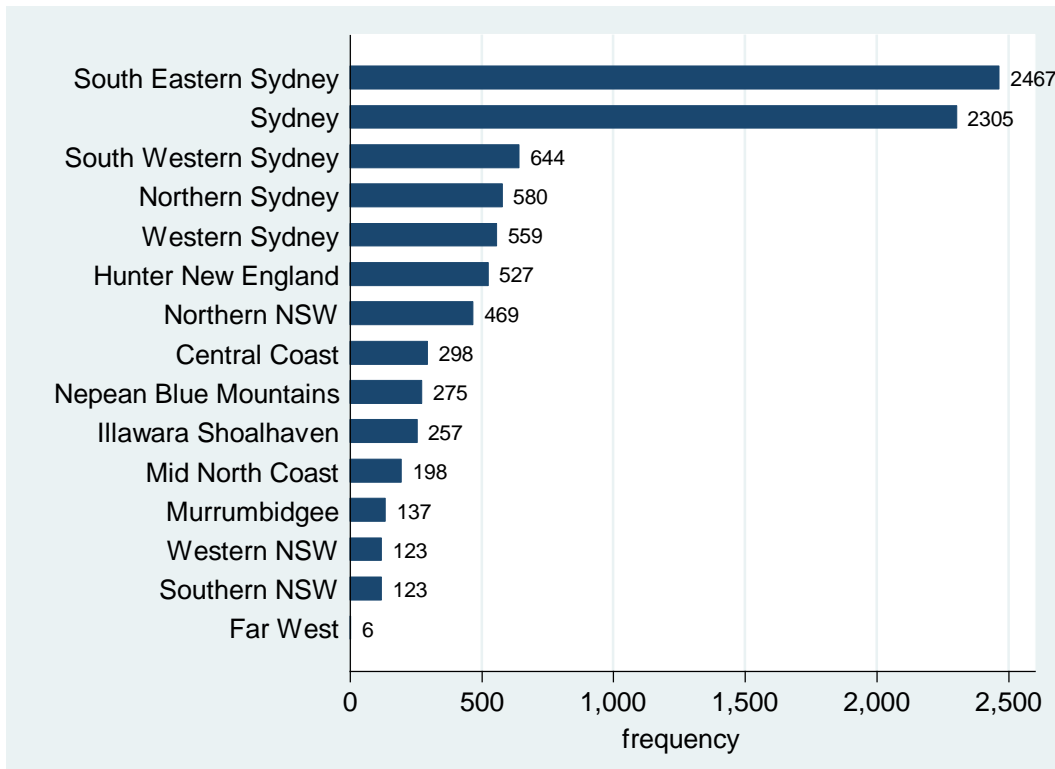 South Eastern Sydney 2467
Sydney 2305
South Western Sydney 644
Northern Sydney 580
Western Sydney 559
Hunter New England 527
Northern NSW 469
Central Coast 298
Nepean Blue Mountains 275
Illawara Shoalhaven 257
Mid North Coast 198
Murrumbidgee 137
Western NSW 123
Southern NSW 123
Far West 6
0 500 1,000 1,500 2,000 2,500
frequency